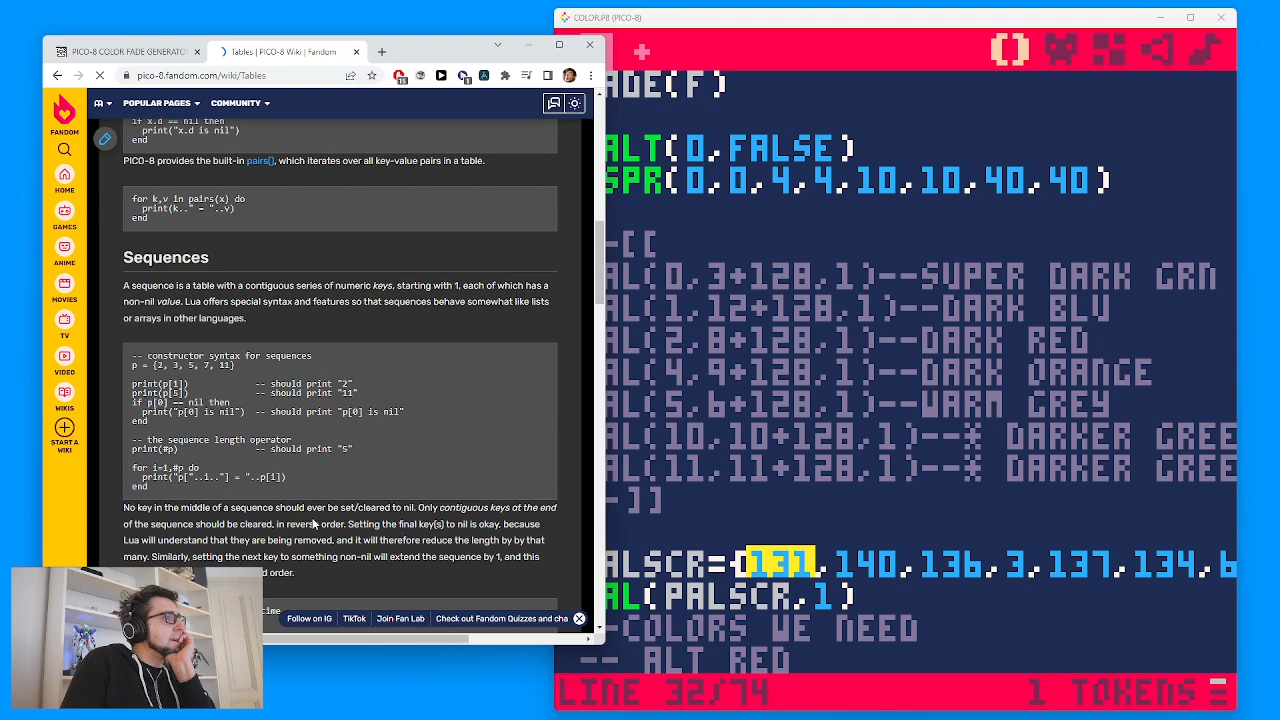 PICO-8 COLOR FADE GENERATO
Tables | PICO-8 Wiki | Fandom
pico-8.fandom.com/wiki/Tables
15
1
FANDOM
HOME
GAMES
ANIME
MOVIES
TV
VIDEO
WIKIS
START A
WIKI
POPULAR PAGES
COMMUNITY
if x.d == nil then
print("x.d is nil")
end
PICO-8 provides the built-in pairs(), which iterates over all key-value pairs in a table.
for k,v in pairs(x) do
print(k.." = "..v)
end
Sequences
A sequence is a table with a contiguous series of numeric keys, starting with 1, each of which has a
non-nil value. Lua offers special syntax and features so that sequences behave somewhat like lists
or arrays in other languages.
-- constructor syntax for sequences
p = {2, 3, 5, 7, 11}
print(p[1]) -- should print "2"
print(p[5]) -- should print "11"
if p[0] == nil then
print("p[0] is nil") -- should print "p[0] is nil"
end
--the sequence length operator
print(#p) -- should print "5"
for i=1,#p do
print("p["..i.."] = "..p[i])
end
No key in the middle of a sequence should ever be set/cleared to nil. Only contiguous keys at the end
of the sequence should be cleared, in reverse order. Setting the final key(s) to nil is okay, because
Lua will understand that they are being removed, and it will therefore reduce the length by by that
many. Similarly, setting the next key to something non-nil will extend the sequence by 1, and this
d order.
time
Follow on IG
TikTok
Join Fan Lab
Check out Fandom Quizzes and cha
COLOR.P8 (PICO-8)
ADE(F)
ALT(0,FALSE)
SPR(0,0,4,4,10,10,40,40)
-[[
AL(0,3+128,1)--SUPER DARK GRN
AL(1,12+128,1)--DARK BLU
AL(2,8+128,1)--DARK RED
AL(4,9+128,1)--DARK ORANGE
AL(5,6+128,1)--WARM GREY
AL(10,10+128,1)--* DARKER GREE
AL(11,11+128,1)--* DARKER GREE
-]]
ALSCR={131,140,136,3,137,134,6
AL(PALSCR,1)
-COLORS WE NEED
-- ALT RED
LINE 32/74
1 TOKENS